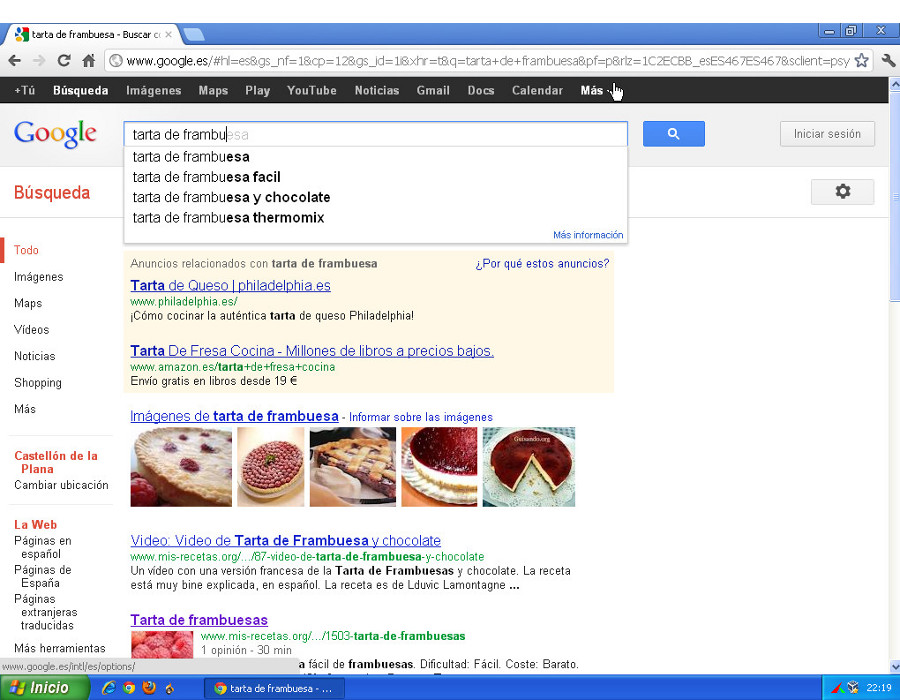 tarta de frambuesa - Buscar c
www.google.es/#hl=es&gs_nf=1&cp=12&gs_id=1l&xhr=t&q=tarta+de+frambuesa&pf=p&rlz=1C2ECBB_esES467ES467&sclient=psy
+Tú Búsqueda Imágenes Maps Play YouTube Noticias Gmail Docs Calendar Más
Google
tarta de frambuesa
Iniciar sesión
tarta de frambuesa
tarta de frambuesa facil
tarta de frambuesa y chocolate
tarta de frambuesa thermomix
Más información
Búsqueda
Todo
Imágenes
Maps
Vídeos
Noticias
Shopping
Más
Castellón de la
Plana
Cambiar ubicación
La Web
Páginas en
español
Páginas de
España
Páginas
extranjeras
traducidas
Más herramientas
Anuncios relacionados con tarta de frambuesa
¿Por qué estos anuncios?
Tarta de Queso | philadelphia.es
www.philadelphia.es/
¡Cómo cocinar la auténtica tarta de queso Philadelphia!
Tarta De Fresa Cocina - Millones de libros a precios bajos.
www.amazon.es/tarta+de+fresa+cocina
Envío gratis en libros desde 19 €
Imágenes de tarta de frambuesa - Informar sobre las imágenes
Guisando.org
Video: Video de Tarta de Frambuesa y chocolate
www.mis-recetas.org/.../87-video-de-tarta-de-frambuesa-y-chocolate
Un vídeo con una versión francesa de la Tarta de Frambuesas y chocolate. La receta
está muy bine explicada, en español. La receta es de Lduvic Lamontagne ...
Tarta de frambuesas
www.mis-recetas.org/.../1503-tarta-de-frambuesas
1 opinión - 30 min
a fácil de frambuesas. Dificultad: Fácil. Coste: Barato.
www.google.es/intl/es/options/
Inicio
tarta de frambuesa - ...
22:19